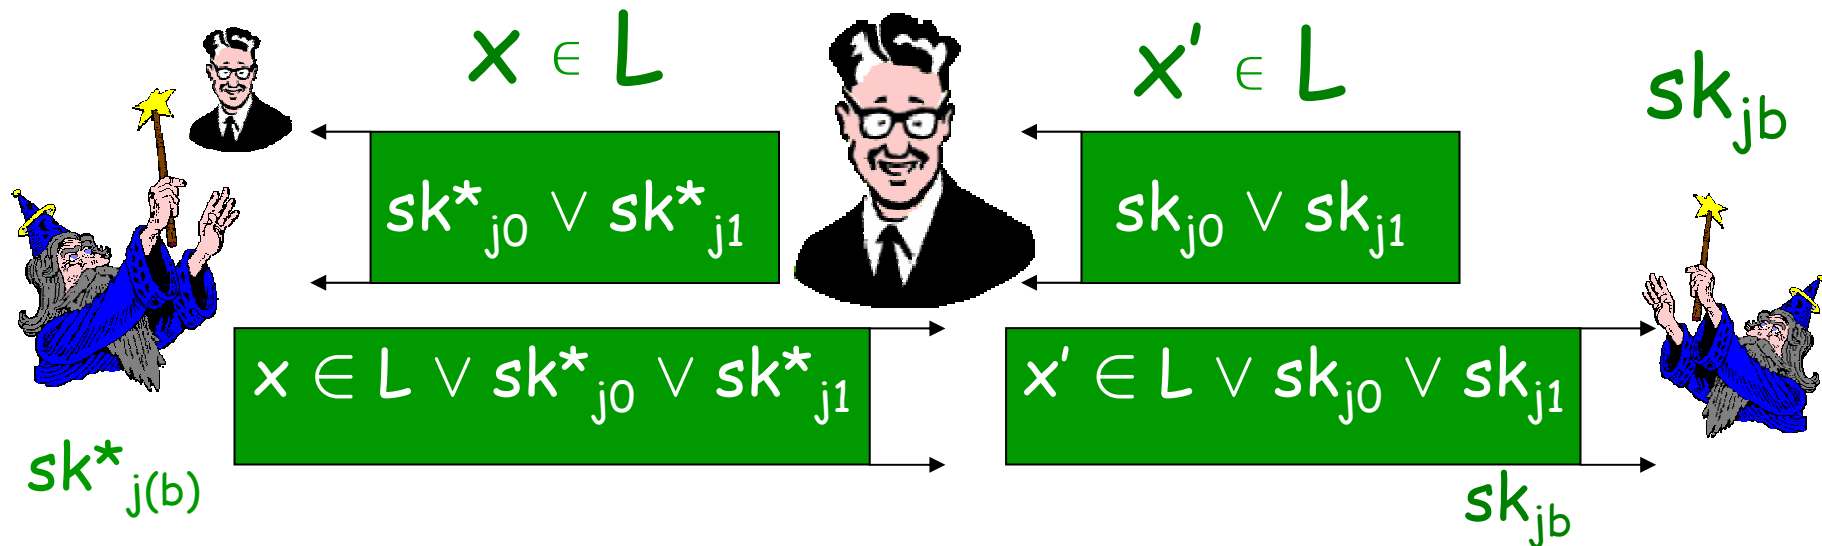 x ∈ L
x' ∈ L
sk_jb
sk*_j0 ∨ sk*_j1
sk_j0 ∨ sk_j1
x ∈ L ∨ sk*_j0 ∨ sk*_j1
x' ∈ L ∨ sk_j0 ∨ sk_j1
sk*_j(b)
sk_jb